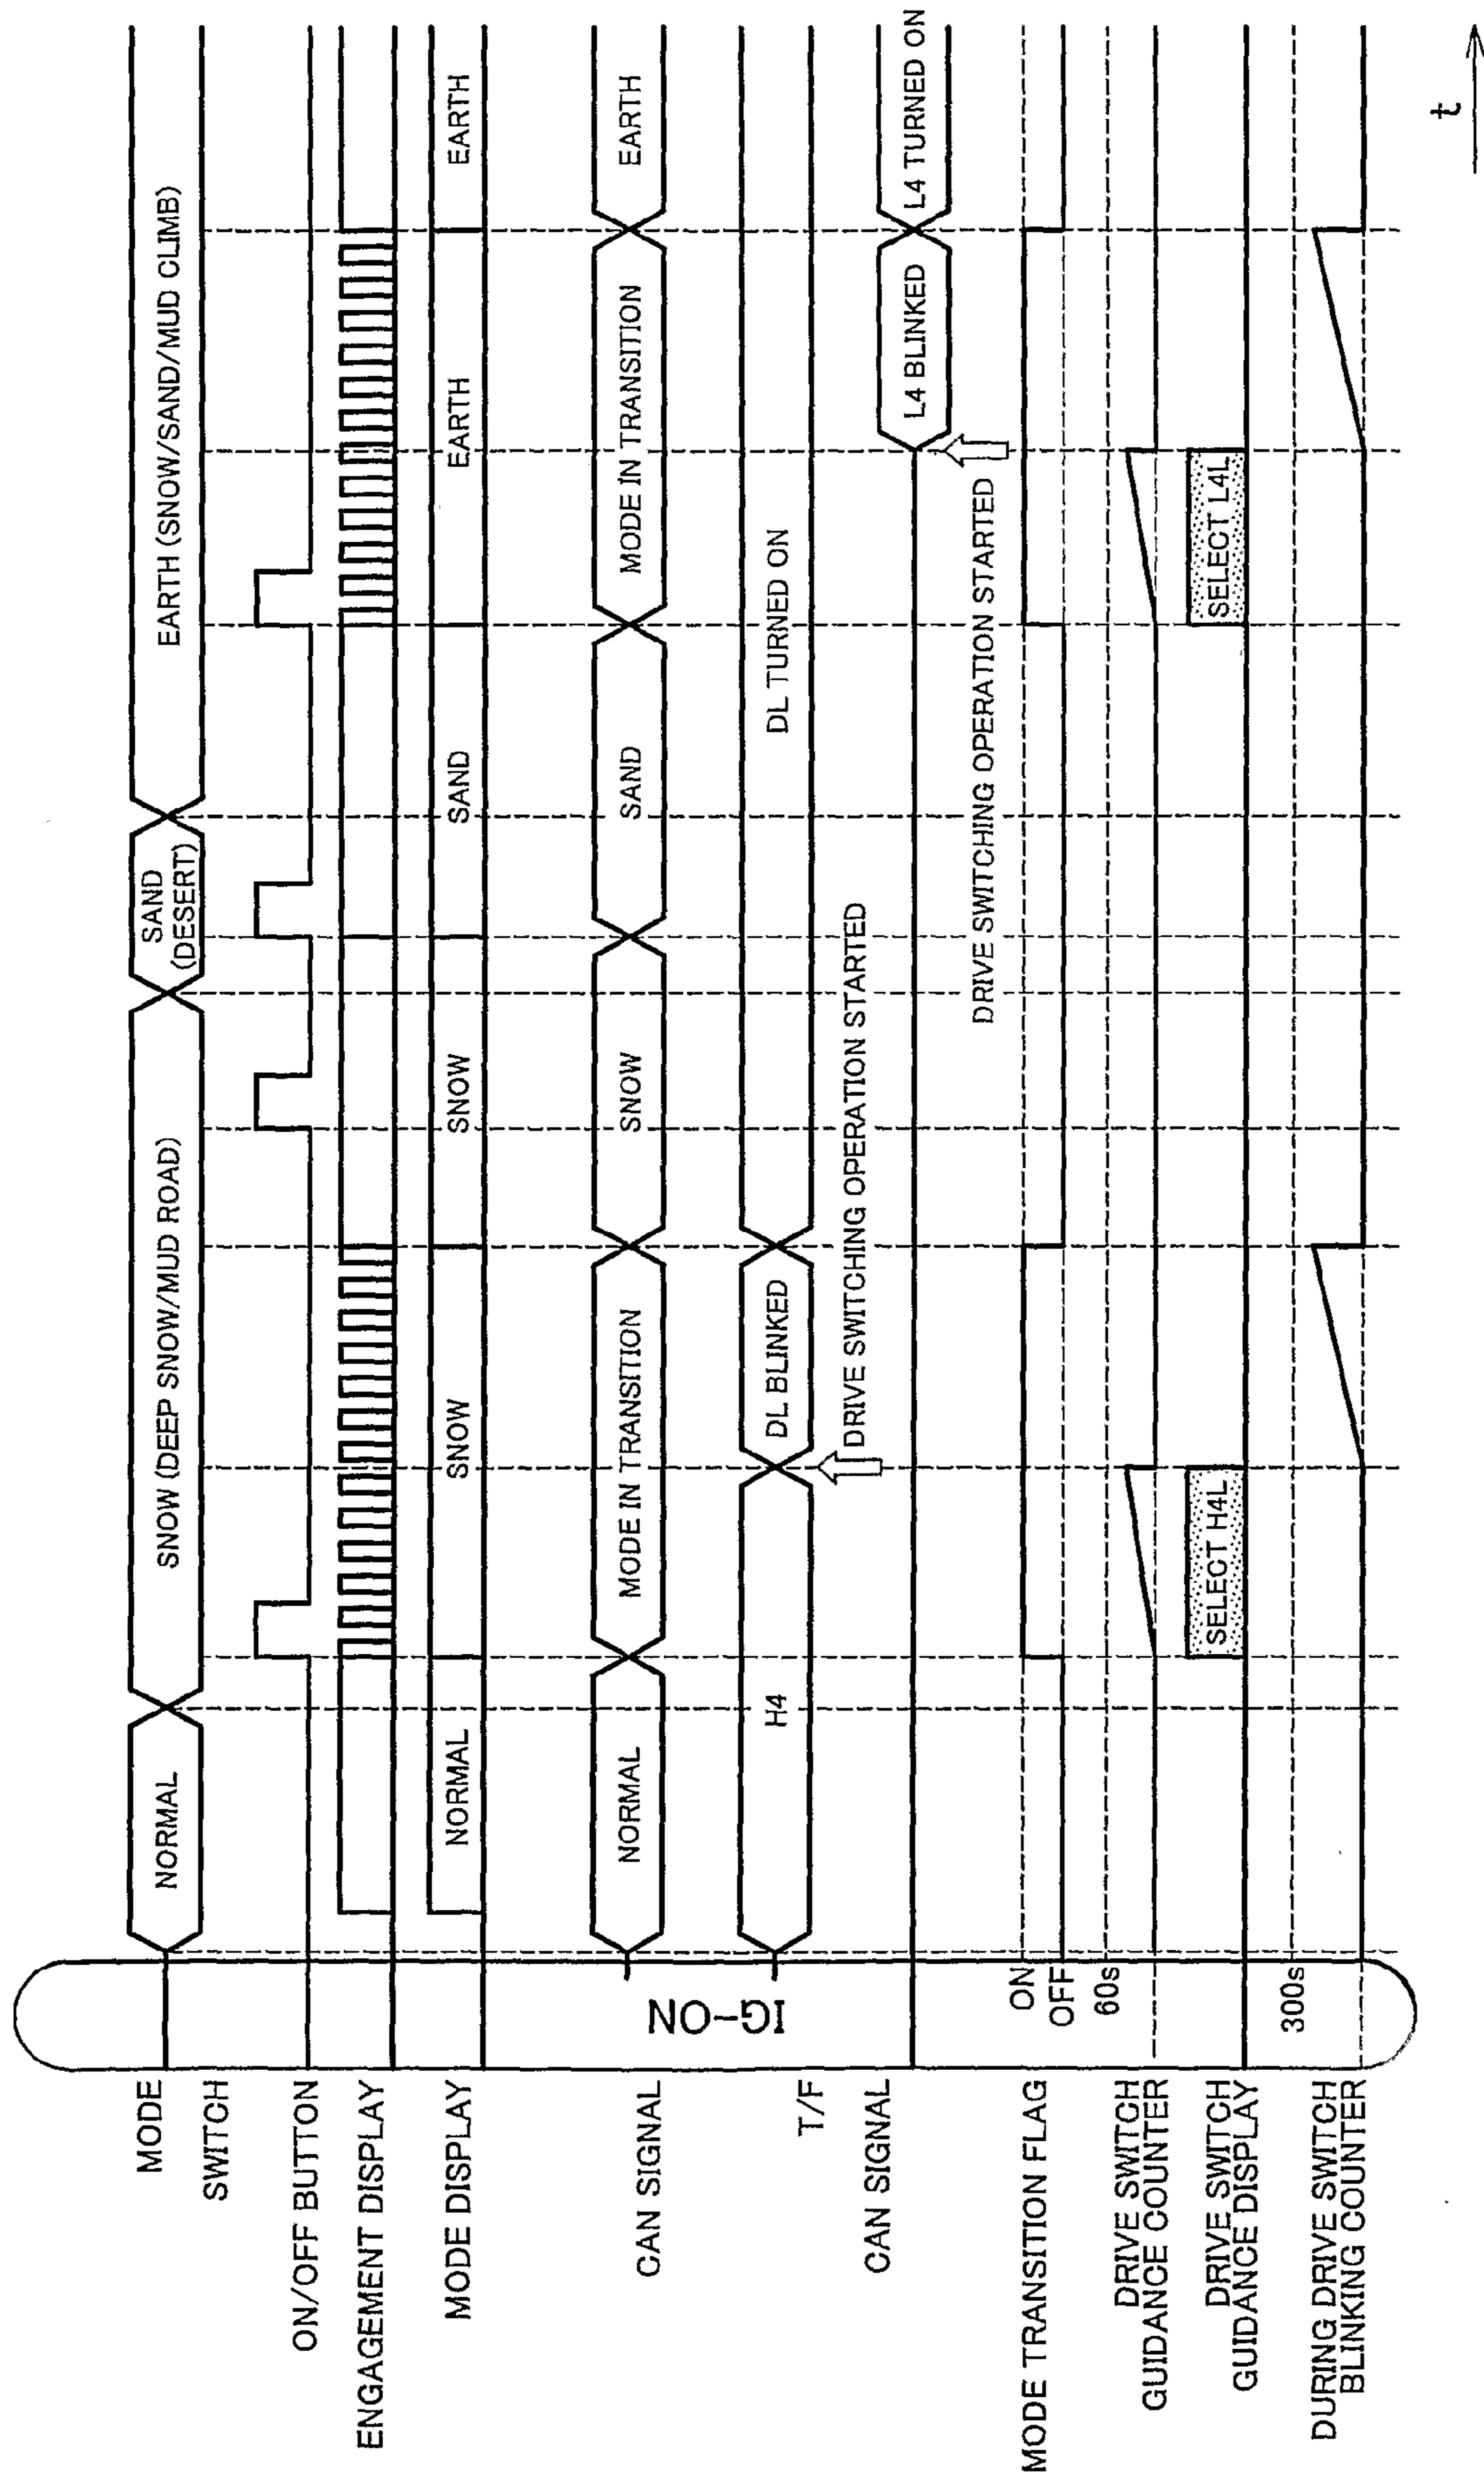 MODE
SWITCH
NORMAL
SNOW (DEEP SNOW/MUD ROAD)
SAND
(DESERT)
EARTH (SNOW/SAND/MUD CLIMB)
ON/OFF BUTTON
ENGAGEMENT DISPLAY
MODE DISPLAY
NORMAL
SNOW
SNOW
SAND
EARTH
EARTH
CAN SIGNAL
NORMAL
MODE IN TRANSITION
SNOW
SAND
MODE IN TRANSITION
EARTH
IG-ON
T/F
H4
DL BLINKED
DL TURNED ON
DRIVE SWITCHING OPERATION STARTED
CAN SIGNAL
L4 BLINKED
L4 TURNED ON
DRIVE SWITCHING OPERATION STARTED
MODE TRANSITION FLAG
ON
OFF
DRIVE SWITCH
GUIDANCE COUNTER
60s
DRIVE SWITCH
GUIDANCE DISPLAY
SELECT H4L
SELECT L4L
DURING DRIVE SWITCH
BLINKING COUNTER
300s
t